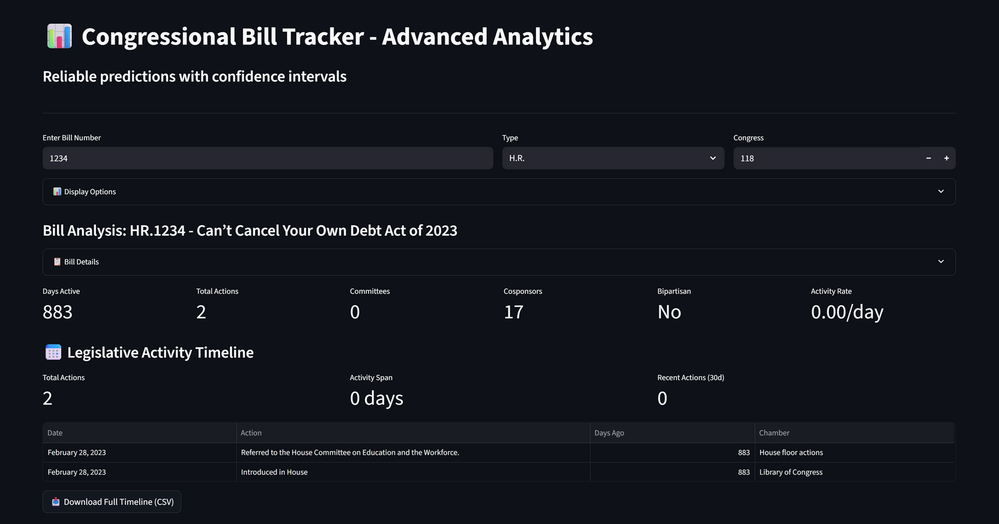 Congressional Bill Tracker - Advanced Analytics
Reliable predictions with confidence intervals
Enter Bill Number Type Congress
1234 H.R. 118 − +
Display Options
Bill Analysis: HR.1234 - Can’t Cancel Your Own Debt Act of 2023
Bill Details
Days Active Total Actions Committees Cosponsors Bipartisan Activity Rate
883 2 0 17 No 0.00/day
Legislative Activity Timeline
Total Actions Activity Span Recent Actions (30d)
2 0 days 0
Date Action Days Ago Chamber
February 28, 2023 Referred to the House Committee on Education and the Workforce. 883 House floor actions
February 28, 2023 Introduced in House 883 Library of Congress
Download Full Timeline (CSV)